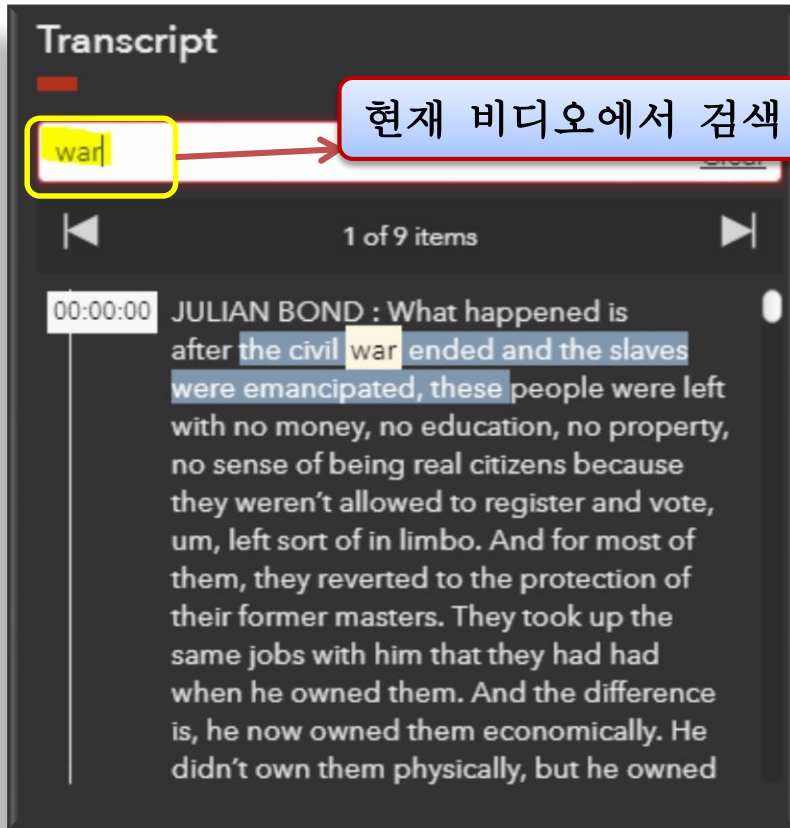 Transcript
현재 비디오에서 검색
war
Clear
1 of 9 items
00:00:00 JULIAN BOND : What happened is
after the civil war ended and the slaves
were emancipated, these people were left
with no money, no education, no property,
no sense of being real citizens because
they weren’t allowed to register and vote,
um, left sort of in limbo. And for most of
them, they reverted to the protection of
their former masters. They took up the
same jobs with him that they had had
when he owned them. And the difference
is, he now owned them economically. He
didn’t own them physically, but he owned